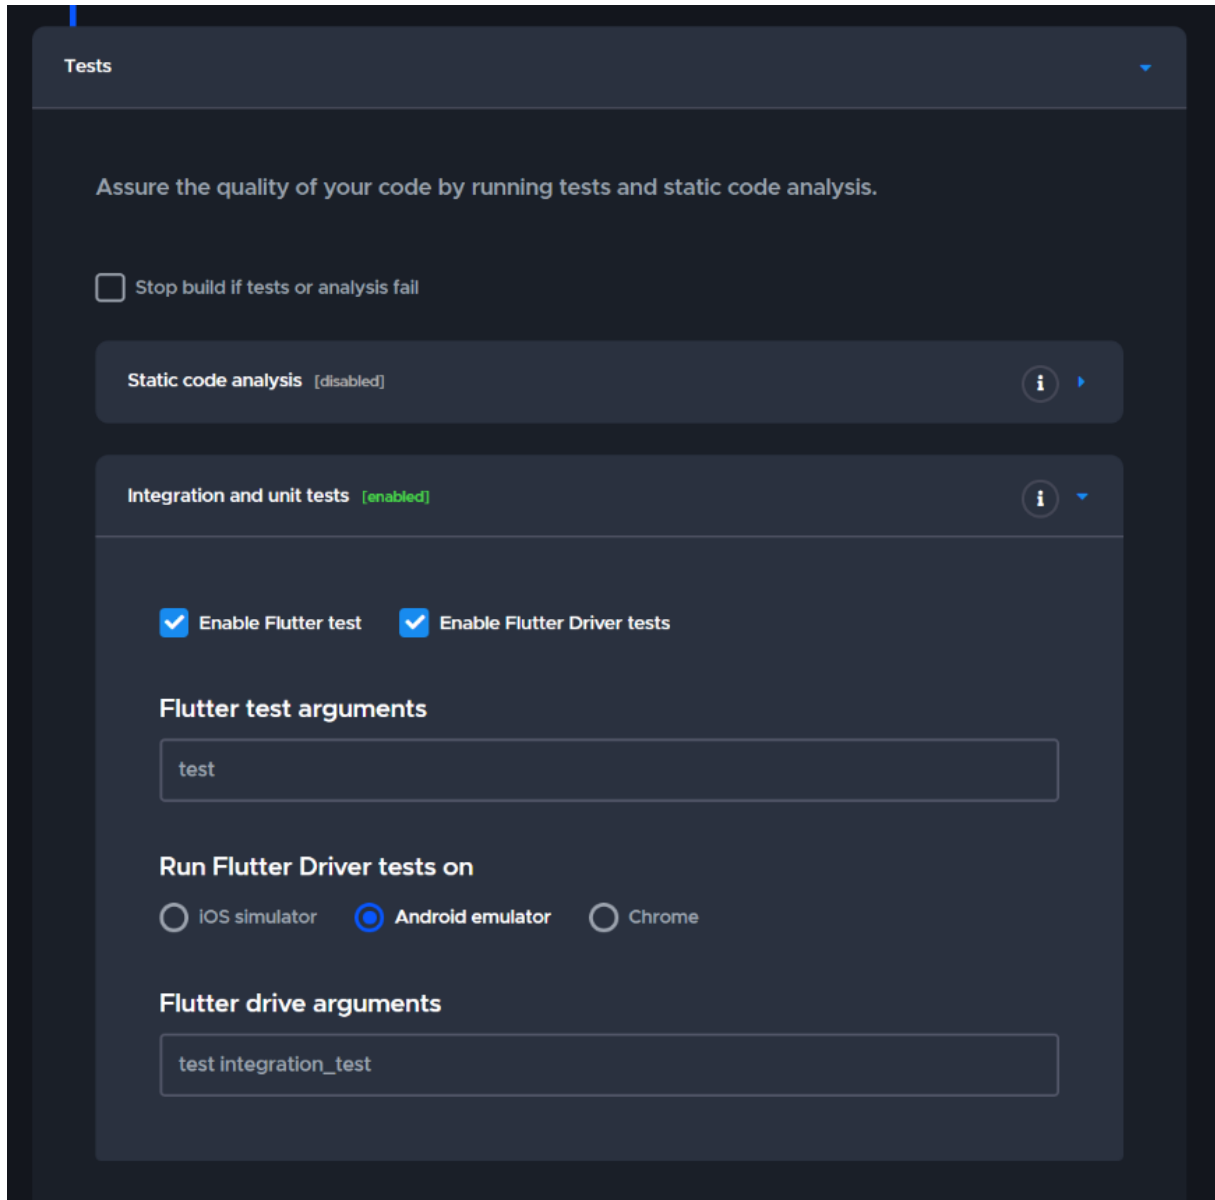 Tests
Assure the quality of your code by running tests and static code analysis.
Stop build if tests or analysis fail
Static code analysis [disabled]
Integration and unit tests [enabled]
Enable Flutter test Enable Flutter Driver tests
Flutter test arguments
test
Run Flutter Driver tests on
iOS simulator Android emulator Chrome
Flutter drive arguments
test integration_test